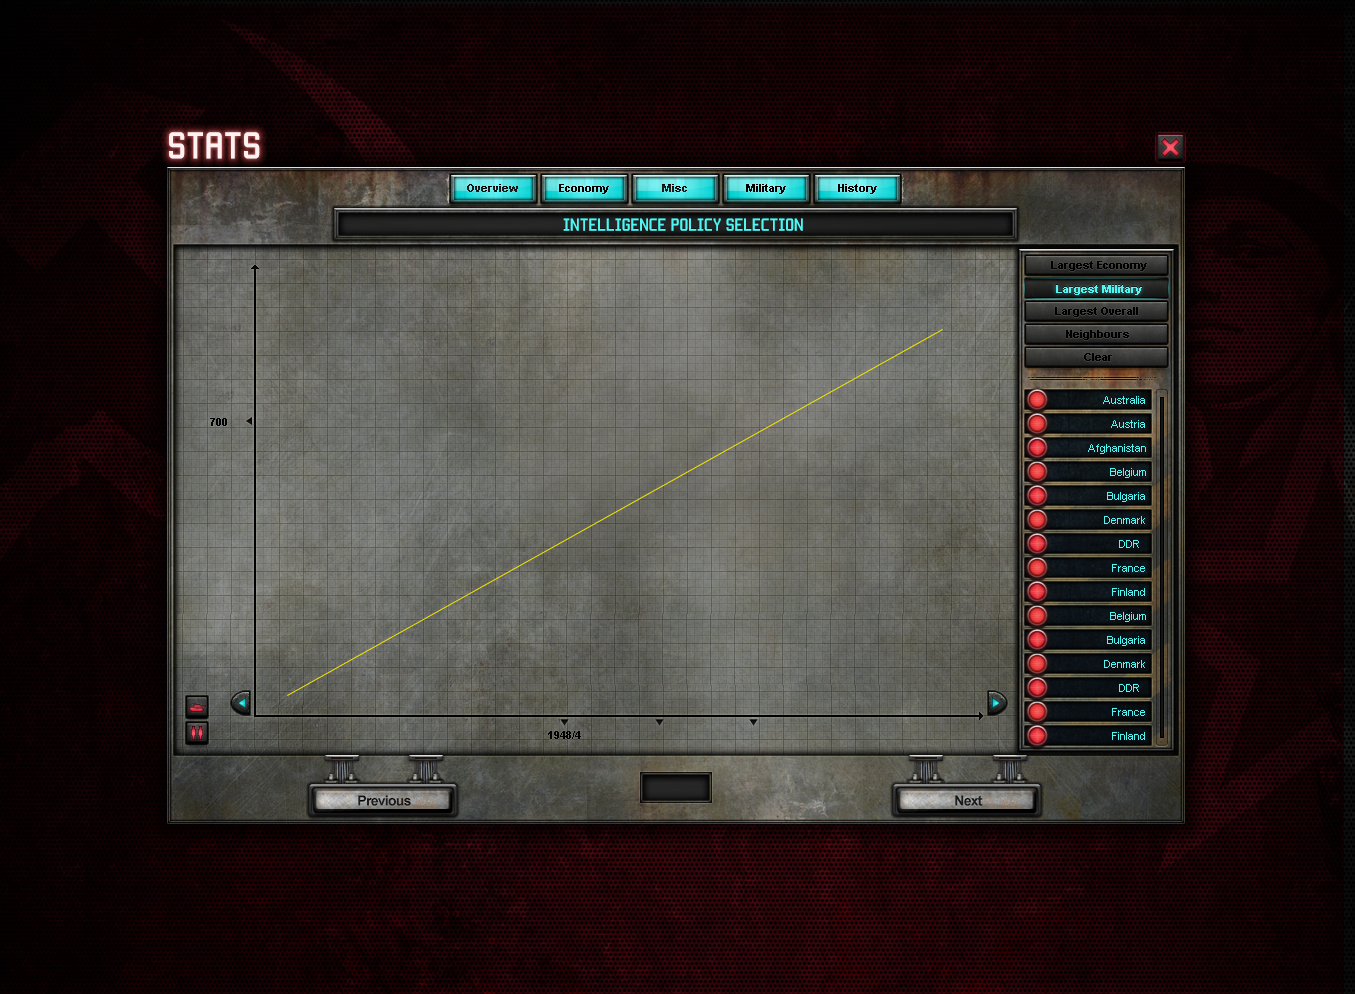 STATS
Overview
Economy
Misc
Military
History
INTELLIGENCE POLICY SELECTION
700
1948/4
Largest Economy
Largest Military
Largest Overall
Neighbours
Clear
Australia
Austria
Afghanistan
Belgium
Bulgaria
Denmark
DDR
France
Finland
Belgium
Bulgaria
Denmark
DDR
France
Finland
Previous
Next